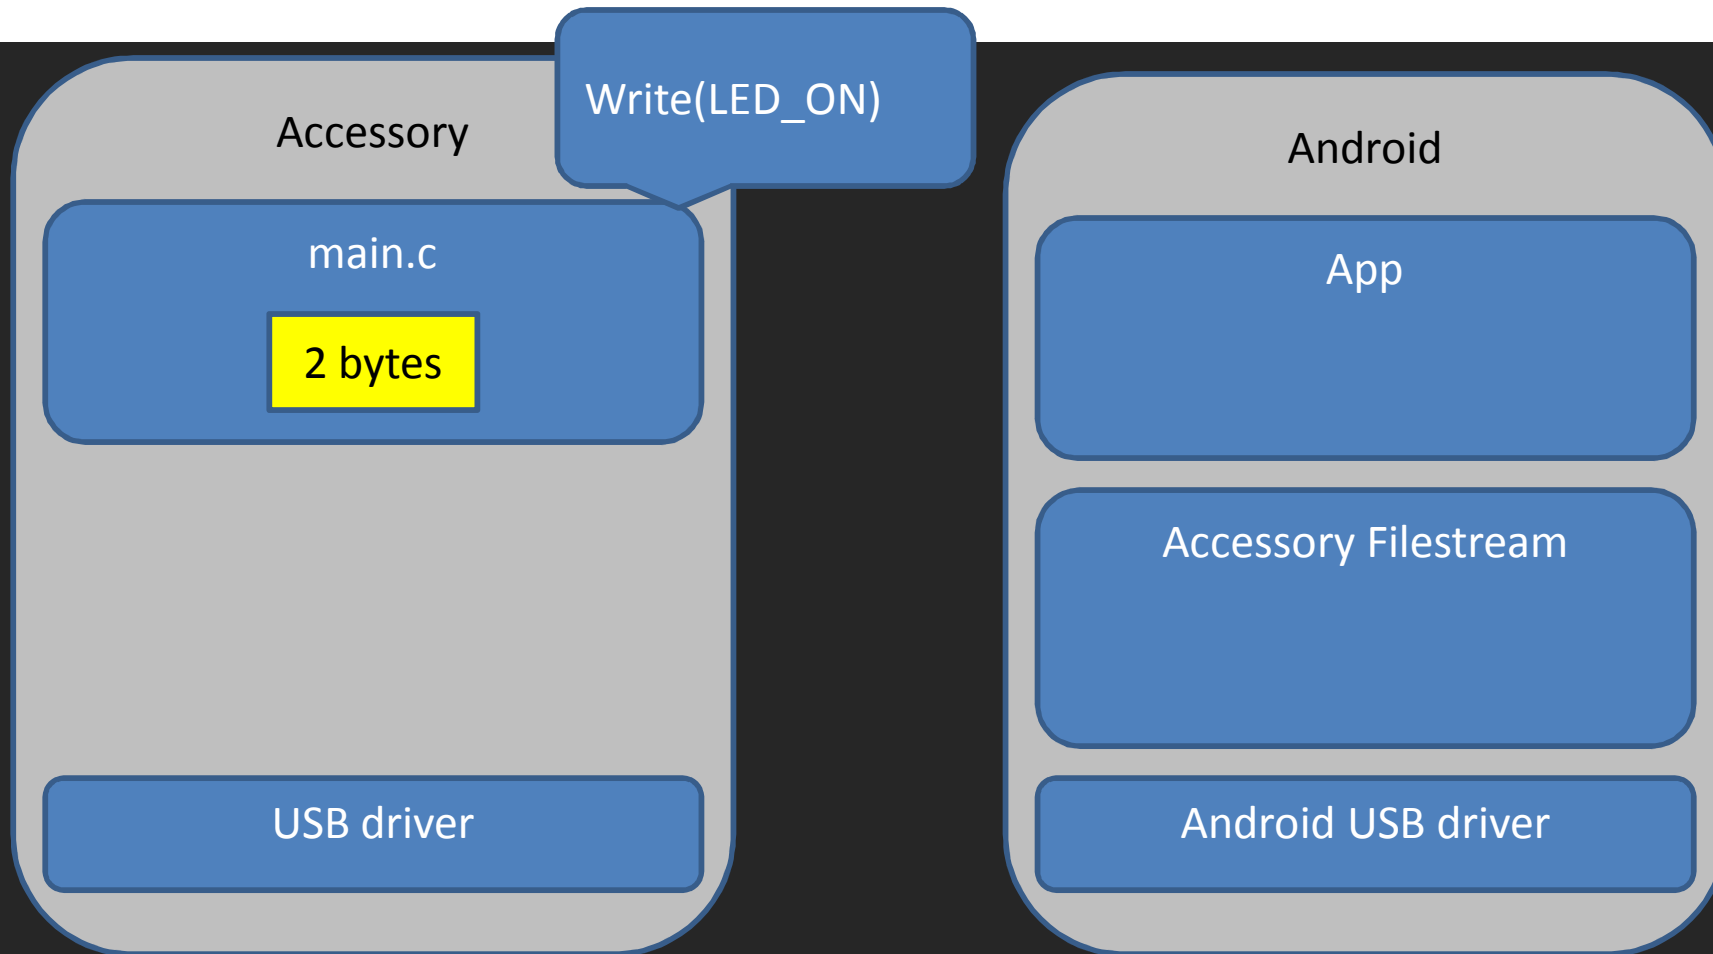 Write(LED_ON)
Accessory
main.c
2 bytes
USB driver
Android
App
Accessory Filestream
Android USB driver